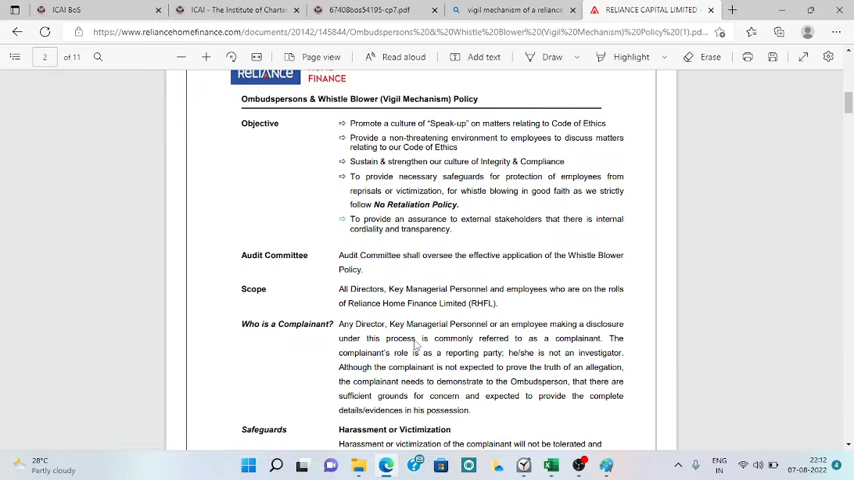 ICAI BoS
ICAI - The Institute of Charter
67408bos54195-cp7.pdf
vigil mechanism of a reliance
RELIANCE CAPITAL LIMITED -
https://www.reliancehomefinance.com/documents/20142/145844/Ombudspersons%20&%20Whistle%20Blower(Vigil%20Mechanism)%20Policy%20(1).pd...
2 of 11
Page view
Read aloud
Add text
Draw
Highlight
Erase
RELIANCE
HOME
FINANCE
Ombudspersons & Whistle Blower (Vigil Mechanism) Policy
Objective
Promote a culture of “Speak-up” on matters relating to Code of Ethics
Provide a non-threatening environment to employees to discuss matters
relating to our Code of Ethics
Sustain & strengthen our culture of Integrity & Compliance
To provide necessary safeguards for protection of employees from
reprisals or victimization, for whistle blowing in good faith as we strictly
follow No Retaliation Policy.
To provide an assurance to external stakeholders that there is internal
cordiality and transparency.
Audit Committee Audit Committee shall oversee the effective application of the Whistle Blower
Policy.
Scope All Directors, Key Managerial Personnel and employees who are on the rolls
of Reliance Home Finance Limited (RHFL).
Who is a Complainant? Any Director, Key Managerial Personnel or an employee making a disclosure
under this process is commonly referred to as a complainant. The
complainant's role is as a reporting party; he/she is not an investigator.
Although the complainant is not expected to prove the truth of an allegation,
the complainant needs to demonstrate to the Ombudsperson, that there are
sufficient grounds for concern and expected to provide the complete
details/evidences in his possession.
Safeguards Harassment or Victimization
Harassment or victimization of the complainant will not be tolerated and
28°C
Partly cloudy
ENG
IN
22:12
07-08-2022
4